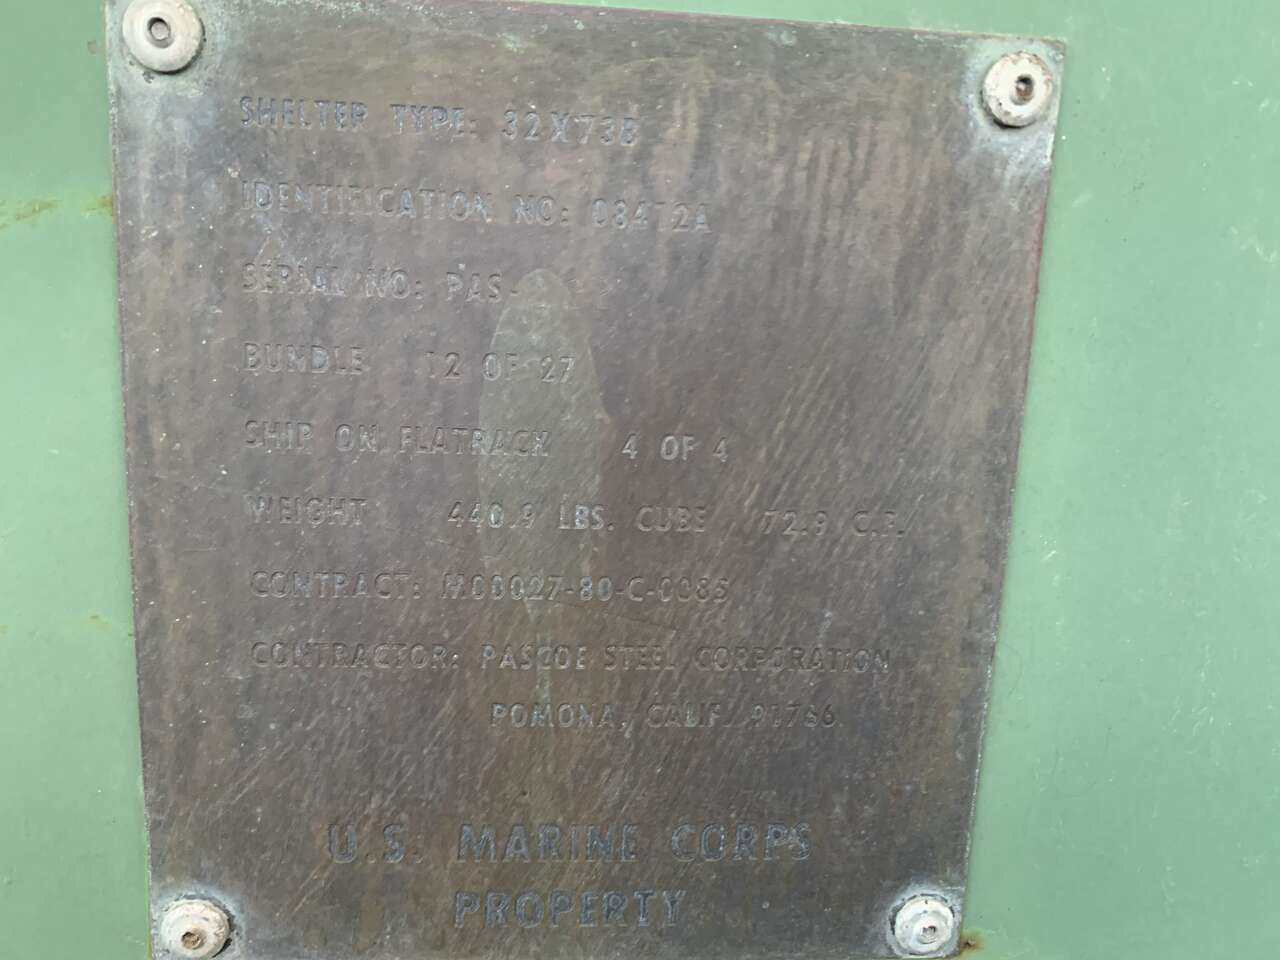 SHELTER TYPE: 32X73B
IDENTIFICATION NO: 08472A
SERIAL NO: PAS-
BUNDLE 12 OF 27
SHIP ON FLATRACK 4 OF 4
WEIGHT 440.9 LBS. CUBE 72.9 C.F.
CONTRACT: M00027-80-C-0085
CONTRACTOR: PASCOE STEEL CORPORATION
POMONA, CALIF. 91766
U.S. MARINE CORPS
PROPERTY